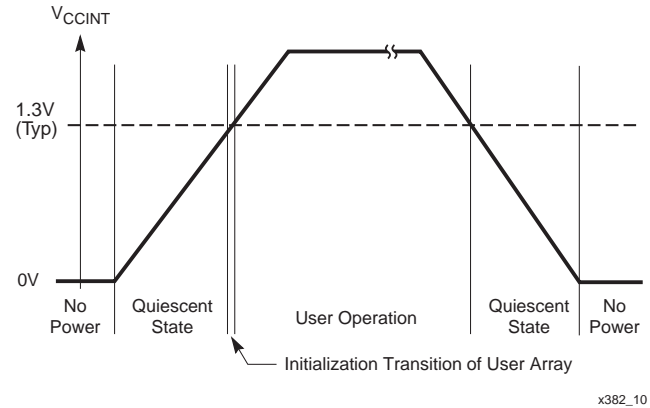 VCCINT
1.3V
(Typ)
0V
No
Power
Quiescent
State
User Operation
Quiescent
State
No
Power
Initialization Transition of User Array
x382_10